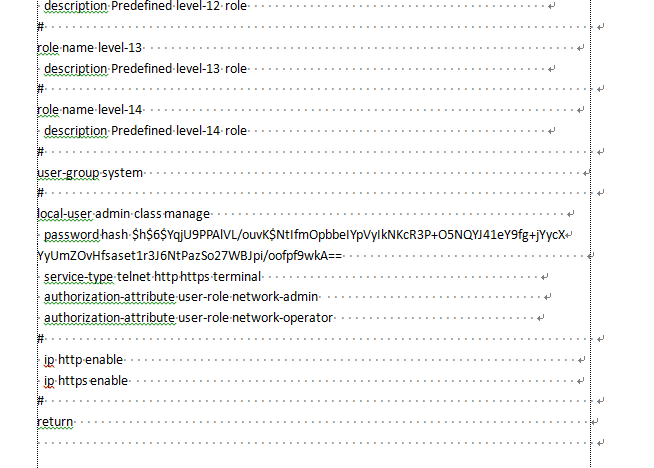 description Predefined level-12 role
#
role name level-13
description Predefined level-13 role
#
role name level-14
description Predefined level-14 role
#
user-group system
#
local-user admin class manage
password hash $h$6$YqjU9PPAlVL/ouvK$NtIfmOpbbeIYpVyIkNKcR3P+O5NQYJ41eY9fg+jYycX
YyUmZOvHfsaset1r3J6NtPazSo27WBJpi/oofpf9wkA==
service-type telnet http https terminal
authorization-attribute user-role network-admin
authorization-attribute user-role network-operator
#
ip http enable
ip https enable
#
return